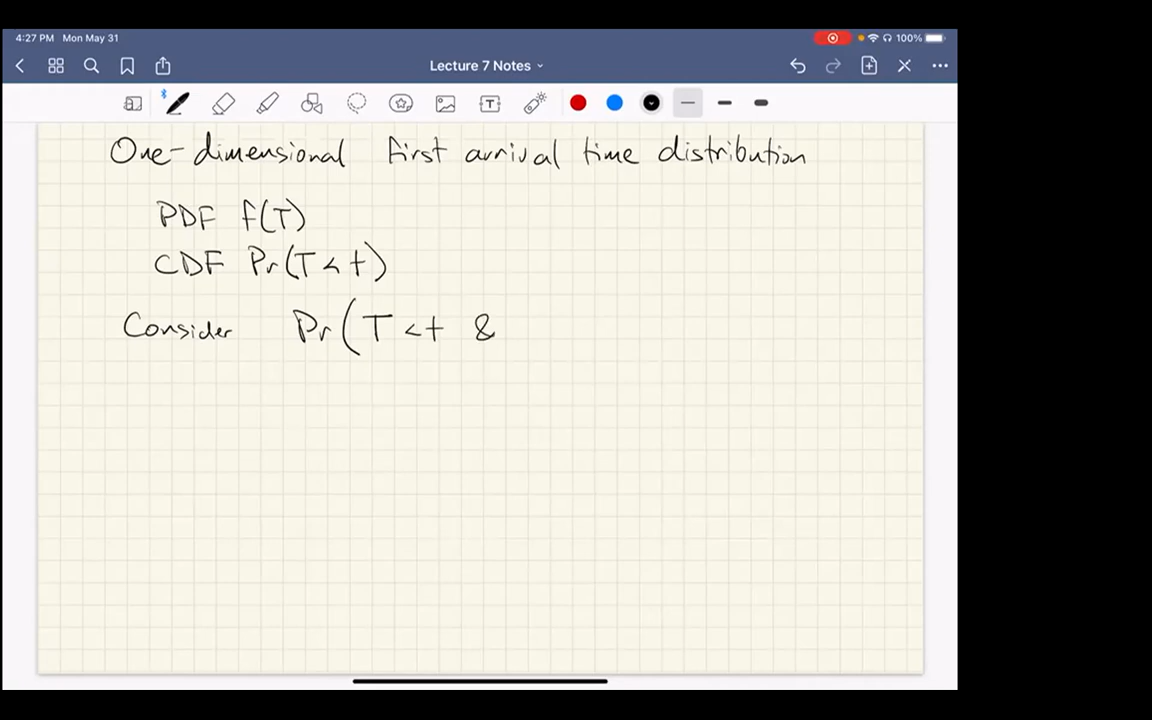 4:27 PM Mon May 31
100%
Lecture 7 Notes
One-dimensional first arrival time distribution
PDF f(T)
CDF Pr(T < t)
Consider Pr(T < t &